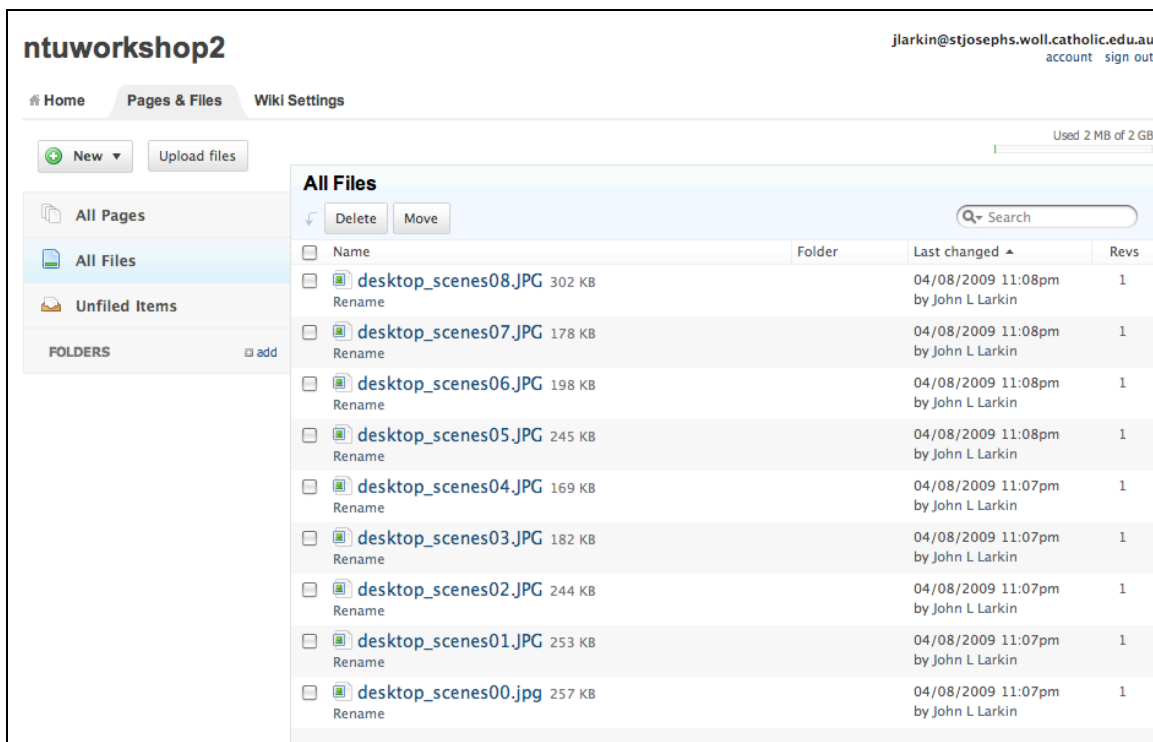 ntuworkshop2
jlarkin@stjosephs.woll.catholic.edu.au
account sign out
Home Pages & Files Wiki Settings
Used 2 MB of 2 GB
New Upload files
All Files
All Pages
Delete Move Search
All Files
Name Folder Last changed Revs
Unfiled Items
FOLDERS add
desktop_scenes08.JPG 302 KB 04/08/2009 11:08pm 1
Rename by John L Larkin
desktop_scenes07.JPG 178 KB 04/08/2009 11:08pm 1
Rename by John L Larkin
desktop_scenes06.JPG 198 KB 04/08/2009 11:08pm 1
Rename by John L Larkin
desktop_scenes05.JPG 245 KB 04/08/2009 11:08pm 1
Rename by John L Larkin
desktop_scenes04.JPG 169 KB 04/08/2009 11:07pm 1
Rename by John L Larkin
desktop_scenes03.JPG 182 KB 04/08/2009 11:07pm 1
Rename by John L Larkin
desktop_scenes02.JPG 244 KB 04/08/2009 11:07pm 1
Rename by John L Larkin
desktop_scenes01.JPG 253 KB 04/08/2009 11:07pm 1
Rename by John L Larkin
desktop_scenes00.jpg 257 KB 04/08/2009 11:07pm 1
Rename by John L Larkin